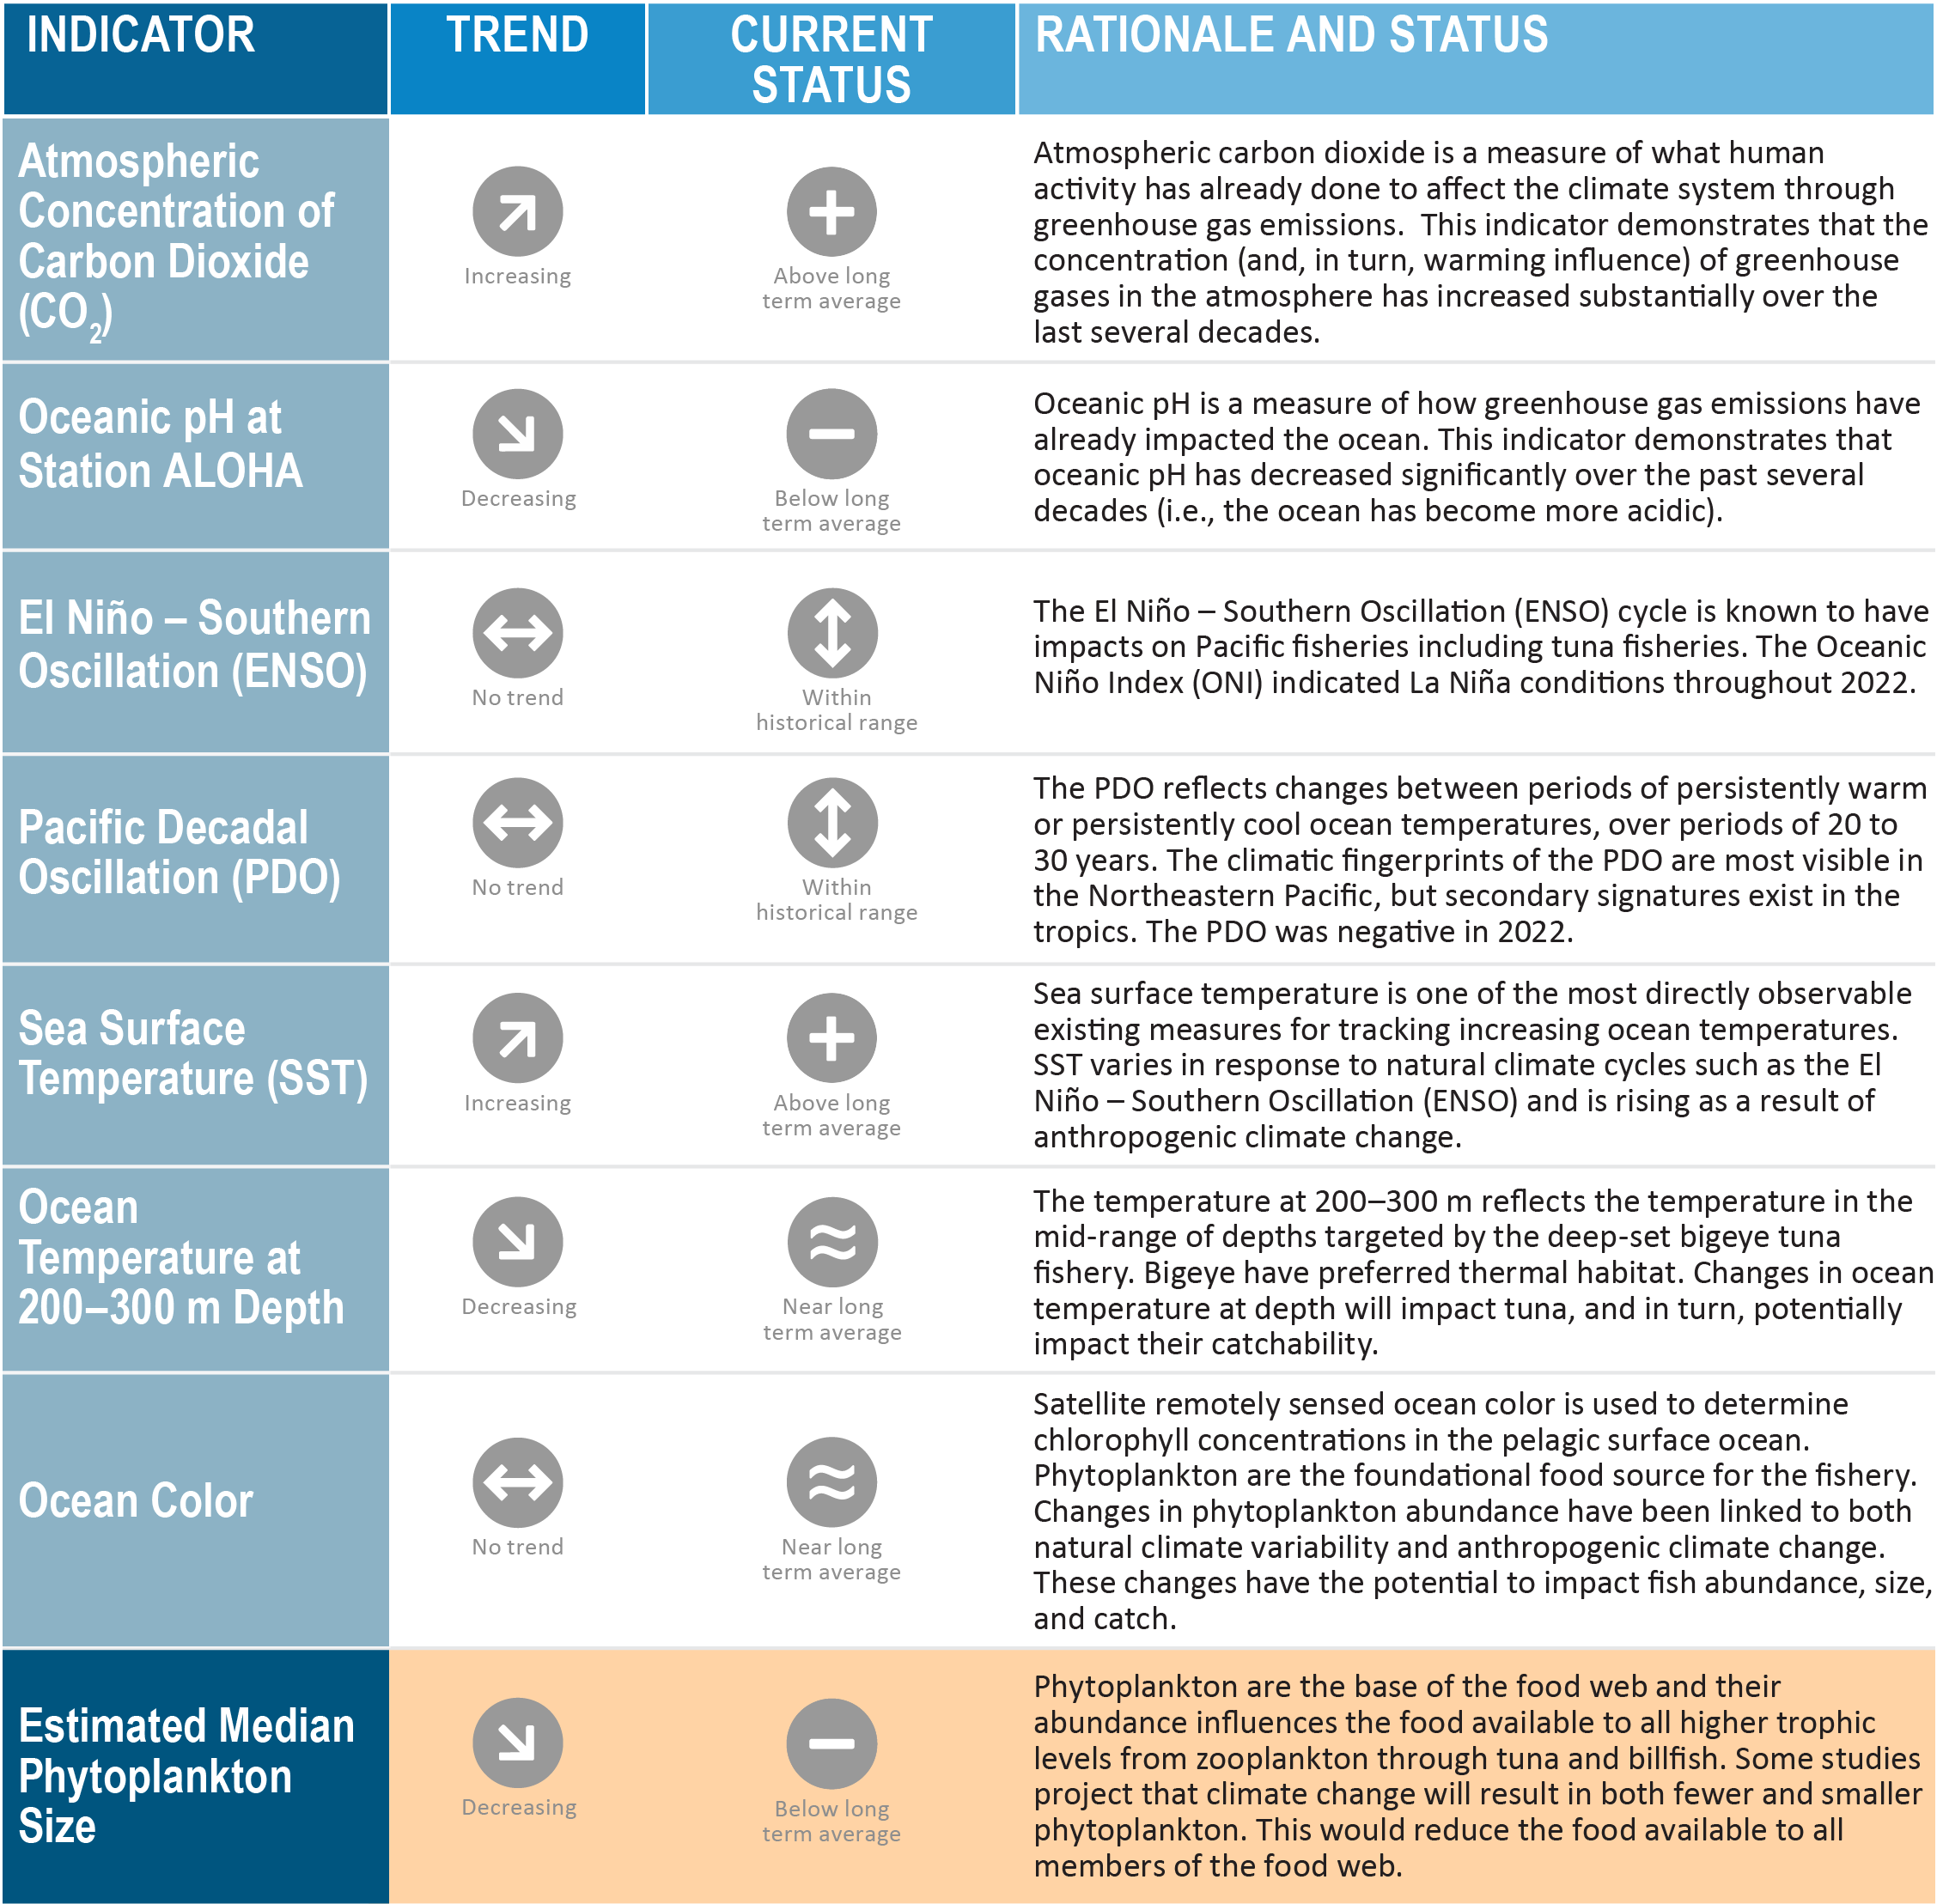 INDICATOR
TREND
CURRENT
STATUS
RATIONALE AND STATUS
Atmospheric
Concentration of
Carbon Dioxide
(CO₂)
Increasing
Above long
term average
Atmospheric carbon dioxide is a measure of what human
activity has already done to affect the climate system through
greenhouse gas emissions.  This indicator demonstrates that the
concentration (and, in turn, warming influence) of greenhouse
gases in the atmosphere has increased substantially over the
last several decades.
Oceanic pH at
Station ALOHA
Decreasing
Below long
term average
Oceanic pH is a measure of how greenhouse gas emissions have
already impacted the ocean. This indicator demonstrates that
oceanic pH has decreased significantly over the past several
decades (i.e., the ocean has become more acidic).
El Niño – Southern
Oscillation (ENSO)
No trend
Within
historical range
The El Niño – Southern Oscillation (ENSO) cycle is known to have
impacts on Pacific fisheries including tuna fisheries. The Oceanic
Niño Index (ONI) indicated La Niña conditions throughout 2022.
Pacific Decadal
Oscillation (PDO)
No trend
Within
historical range
The PDO reflects changes between periods of persistently warm
or persistently cool ocean temperatures, over periods of 20 to
30 years. The climatic fingerprints of the PDO are most visible in
the Northeastern Pacific, but secondary signatures exist in the
tropics. The PDO was negative in 2022.
Sea Surface
Temperature (SST)
Increasing
Above long
term average
Sea surface temperature is one of the most directly observable
existing measures for tracking increasing ocean temperatures.
SST varies in response to natural climate cycles such as the El
Niño – Southern Oscillation (ENSO) and is rising as a result of
anthropogenic climate change.
Ocean
Temperature at
200–300 m Depth
Decreasing
Near long
term average
The temperature at 200–300 m reflects the temperature in the
mid-range of depths targeted by the deep-set bigeye tuna
fishery. Bigeye have preferred thermal habitat. Changes in ocean
temperature at depth will impact tuna, and in turn, potentially
impact their catchability.
Ocean Color
No trend
Near long
term average
Satellite remotely sensed ocean color is used to determine
chlorophyll concentrations in the pelagic surface ocean.
Phytoplankton are the foundational food source for the fishery.
Changes in phytoplankton abundance have been linked to both
natural climate variability and anthropogenic climate change.
These changes have the potential to impact fish abundance, size,
and catch.
Estimated Median
Phytoplankton
Size
Decreasing
Below long
term average
Phytoplankton are the base of the food web and their
abundance influences the food available to all higher trophic
levels from zooplankton through tuna and billfish. Some studies
project that climate change will result in both fewer and smaller
phytoplankton. This would reduce the food available to all
members of the food web.